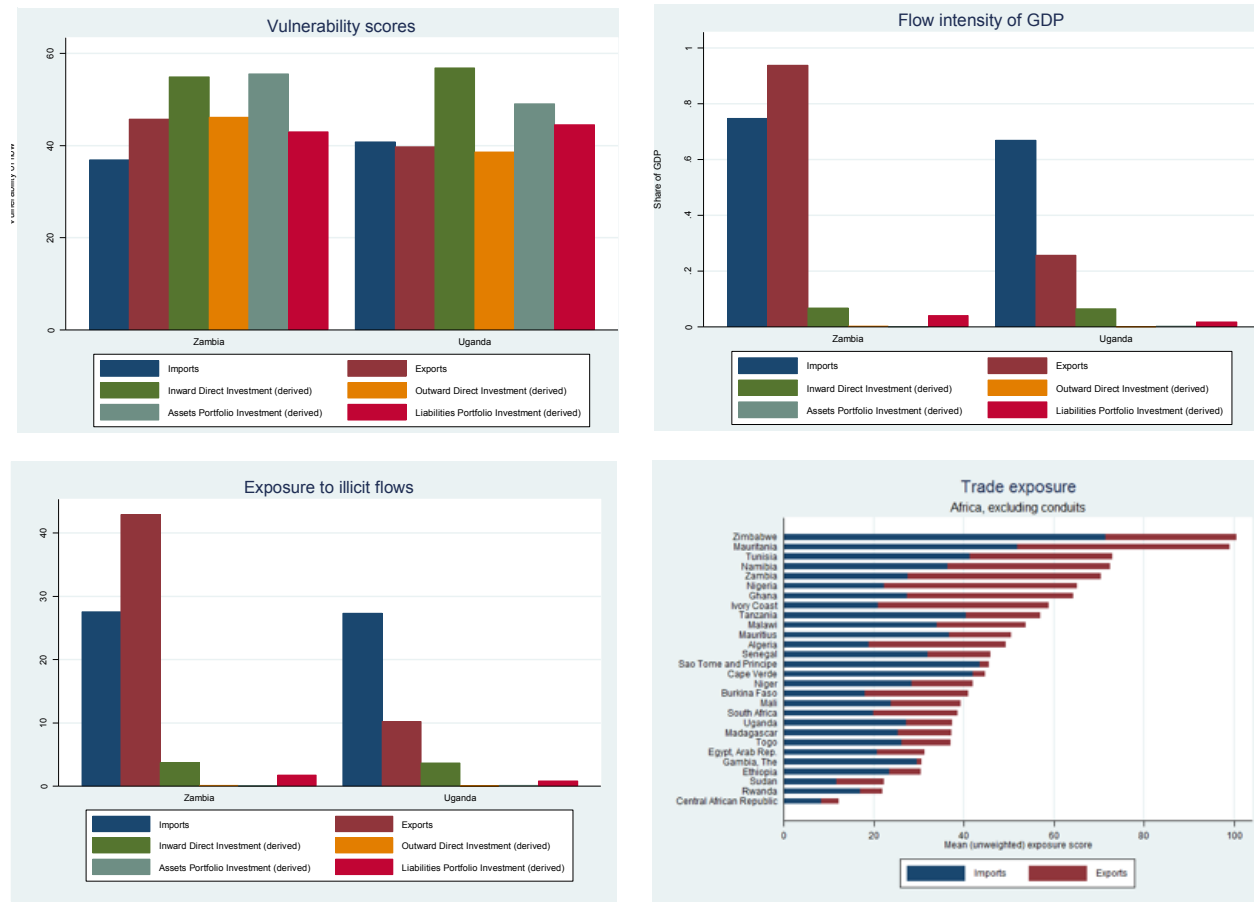 Vulnerability scores
60
40
20
0
Zambia
Uganda
Imports
Exports
Inward Direct Investment (derived)
Outward Direct Investment (derived)
Assets Portfolio Investment (derived)
Liabilities Portfolio Investment (derived)
Flow intensity of GDP
Share of GDP
1
.8
.6
.4
.2
0
Zambia
Uganda
Imports
Exports
Inward Direct Investment (derived)
Outward Direct Investment (derived)
Assets Portfolio Investment (derived)
Liabilities Portfolio Investment (derived)
Exposure to illicit flows
40
30
20
10
0
Zambia
Uganda
Imports
Exports
Inward Direct Investment (derived)
Outward Direct Investment (derived)
Assets Portfolio Investment (derived)
Liabilities Portfolio Investment (derived)
Trade exposure
Africa, excluding conduits
Zimbabwe
Mauritania
Tunisia
Namibia
Zambia
Nigeria
Ghana
Ivory Coast
Tanzania
Malawi
Mauritius
Algeria
Senegal
Sao Tome and Principe
Cape Verde
Niger
Burkina Faso
Mali
South Africa
Uganda
Madagascar
Togo
Egypt, Arab Rep.
Gambia, The
Ethiopia
Sudan
Rwanda
Central African Republic
0 20 40 60 80 100
Mean (unweighted) exposure score
Imports
Exports